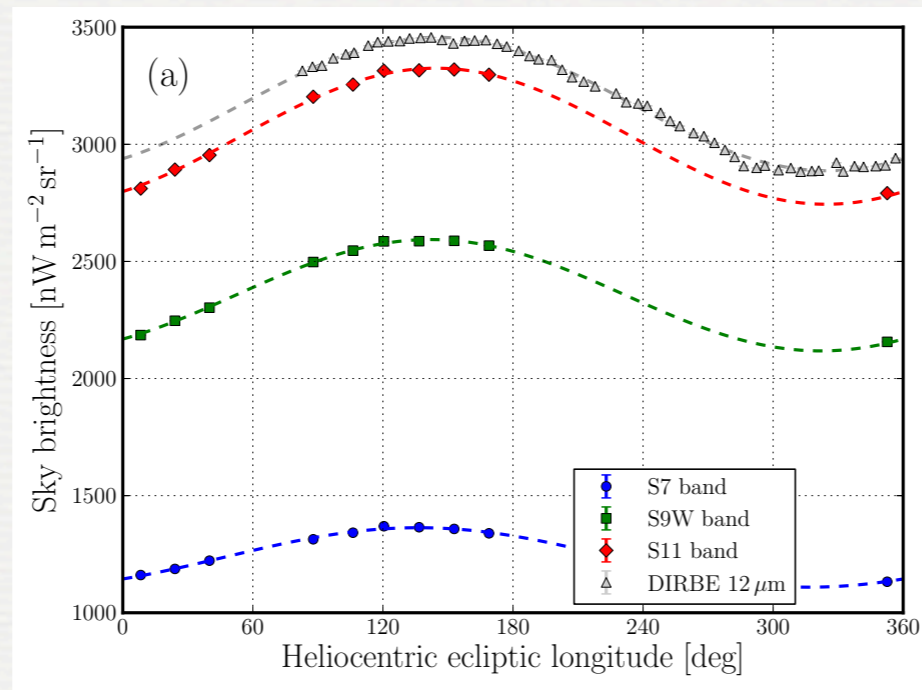 (a)
Sky brightness [nW m⁻² sr⁻¹]
3500
3000
2500
2000
1500
1000
S7 band
S9W band
S11 band
DIRBE 12 μm
0 60 120 180 240 300 360
Heliocentric ecliptic longitude [deg]